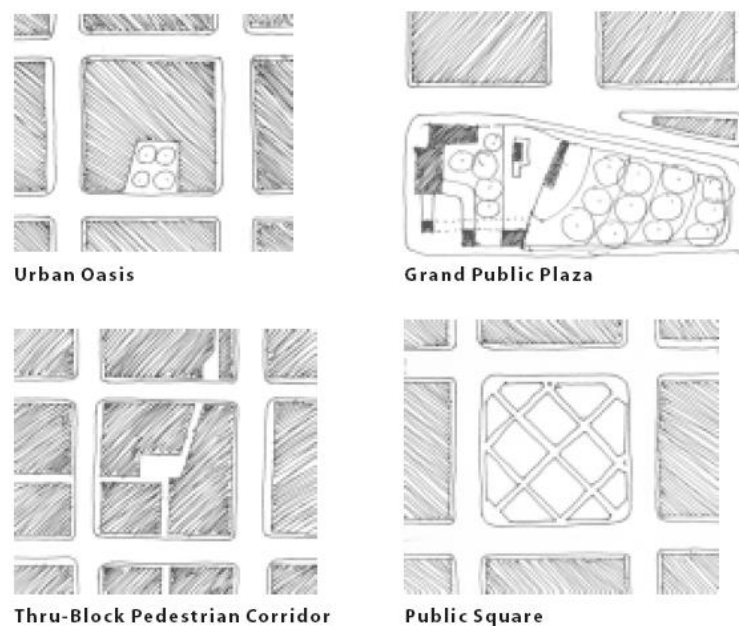 Urban Oasis
Grand Public Plaza
Thru-Block Pedestrian Corridor
Public Square